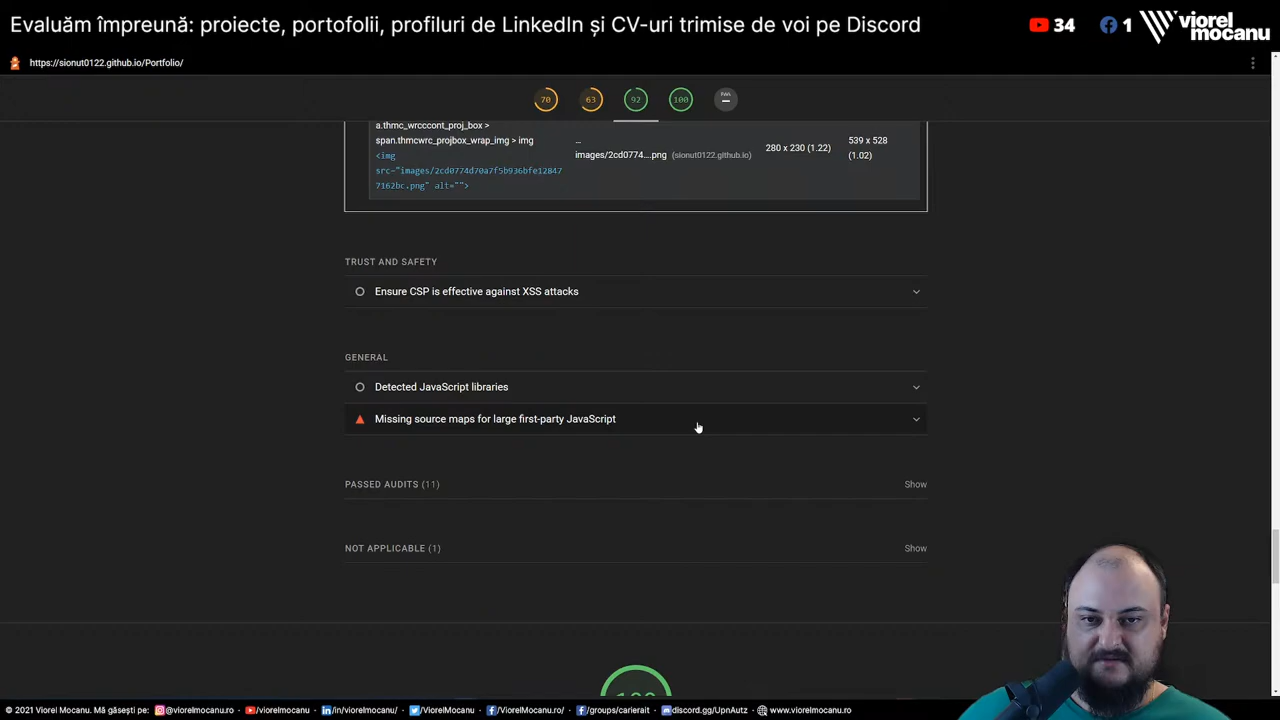 Evaluăm împreună: proiecte, portofolii, profiluri de LinkedIn și CV-uri trimise de voi pe Discord
34
1
viorel
mocanu
https://sionut0122.github.io/Portfolio/
70
63
92
100
PWA
a.thmc_wrcccont_proj_box >
span.thmcwrc_projbox_wrap_img > img
<img
src="images/2cd0774d70a7f5b936bfe12847
7162bc.png" alt="">
…
images/2cd0774....png (sionut0122.github.io)
280 x 230 (1.22)
539 x 528
(1.02)
TRUST AND SAFETY
Ensure CSP is effective against XSS attacks
GENERAL
Detected JavaScript libraries
Missing source maps for large first-party JavaScript
PASSED AUDITS (11)
Show
NOT APPLICABLE (1)
Show
100
© 2021 Viorel Mocanu. Mă găsești pe: @viorelmocanu /viorelmocanu /in/viorelmocanu/ /ViorelMocanu /ViorelMocanu.ro/ /groups/carierait/ discord.gg/UpnAutz www.viorelmocanu.ro